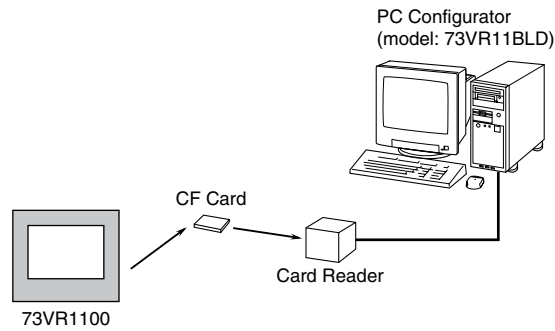 PC Configurator
(model: 73VR11BLD)
CF Card
Card Reader
73VR1100